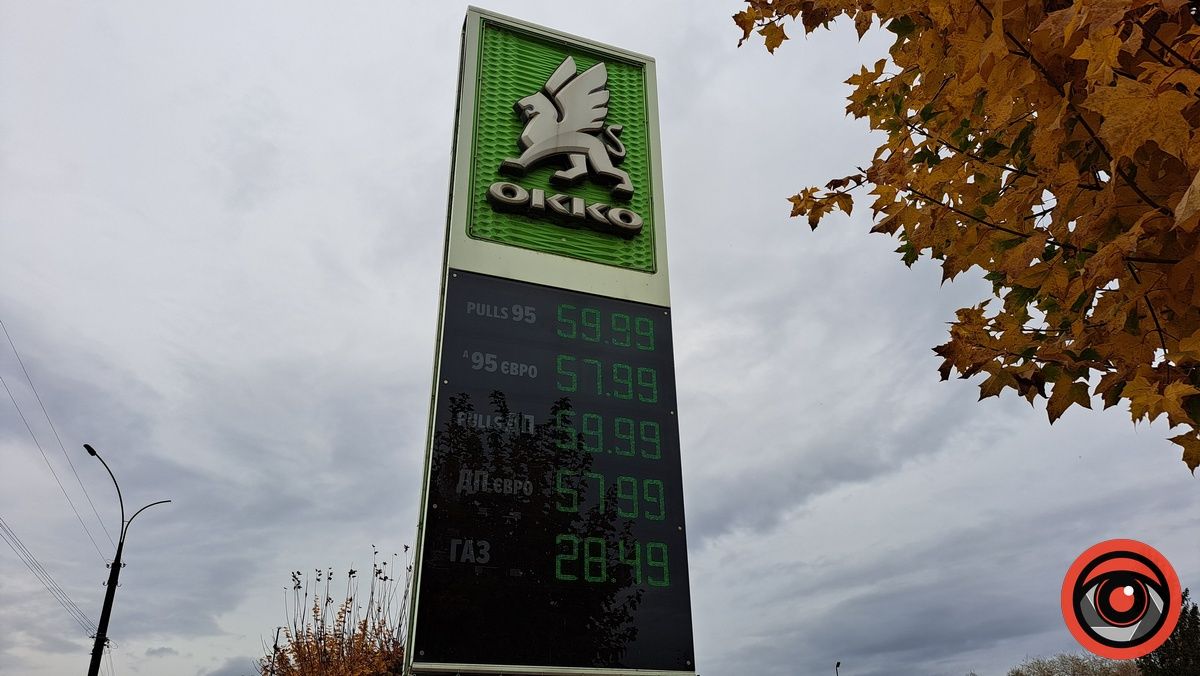 OKKO
PULLS 95 59.99
А 95 ЄВРО 57.99
PULLS ДП 59.99
ДП ЄВРО 57.99
ГАЗ 28.49